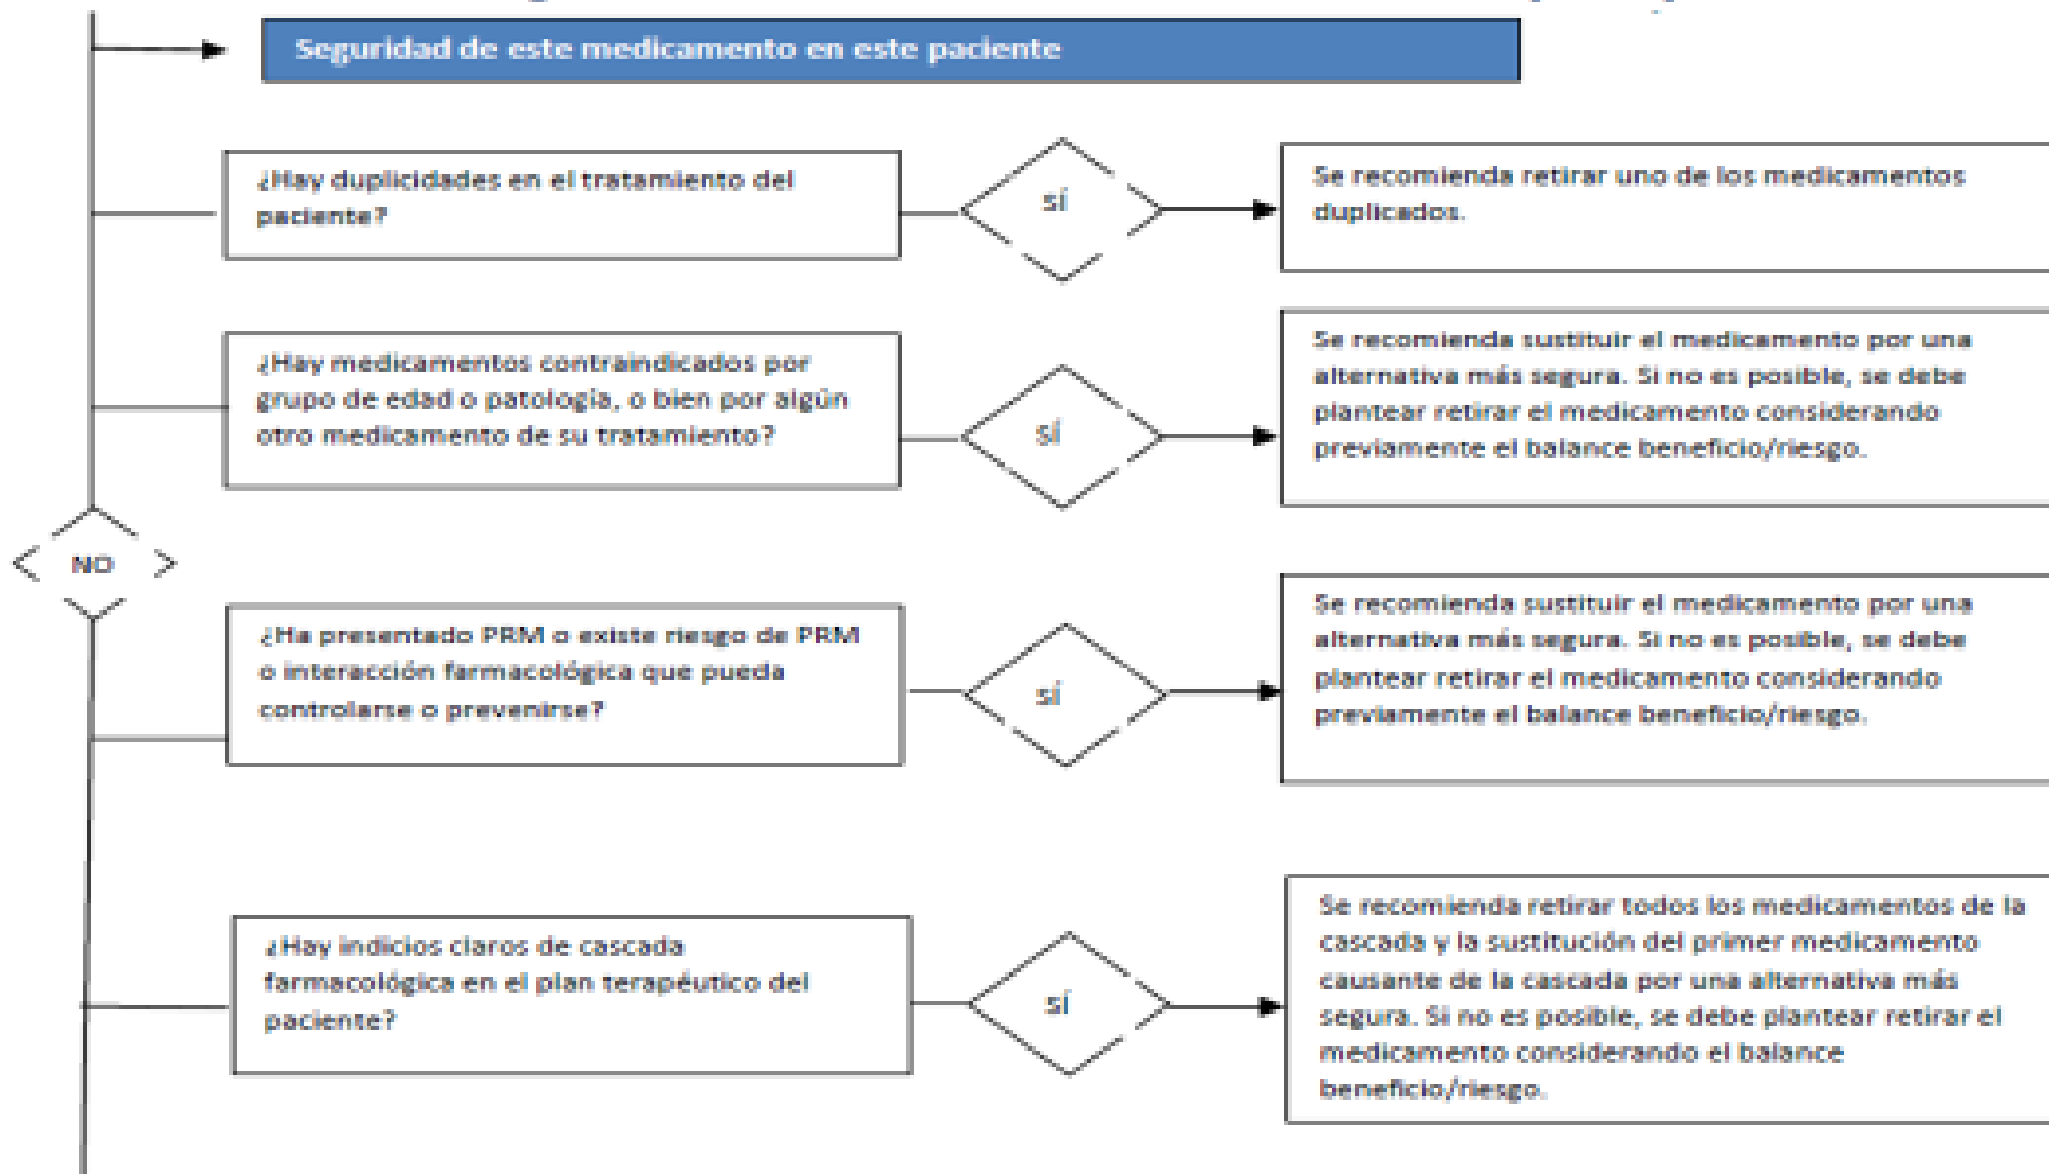 Seguridad de este medicamento en este paciente
¿Hay duplicidades en el tratamiento del
paciente?
SÍ
Se recomienda retirar uno de los medicamentos
duplicados.
¿Hay medicamentos contraindicados por
grupo de edad o patología, o bien por algún
otro medicamento de su tratamiento?
SÍ
Se recomienda sustituir el medicamento por una
alternativa más segura. Si no es posible, se debe
plantear retirar el medicamento considerando
previamente el balance beneficio/riesgo.
NO
¿Ha presentado PRM o existe riesgo de PRM
o interacción farmacológica que pueda
controlarse o prevenirse?
SÍ
Se recomienda sustituir el medicamento por una
alternativa más segura. Si no es posible, se debe
plantear retirar el medicamento considerando
previamente el balance beneficio/riesgo.
¿Hay indicios claros de cascada
farmacológica en el plan terapéutico del
paciente?
SÍ
Se recomienda retirar todos los medicamentos de la
cascada y la sustitución del primer medicamento
causante de la cascada por una alternativa más
segura. Si no es posible, se debe plantear retirar el
medicamento considerando el balance
beneficio/riesgo.